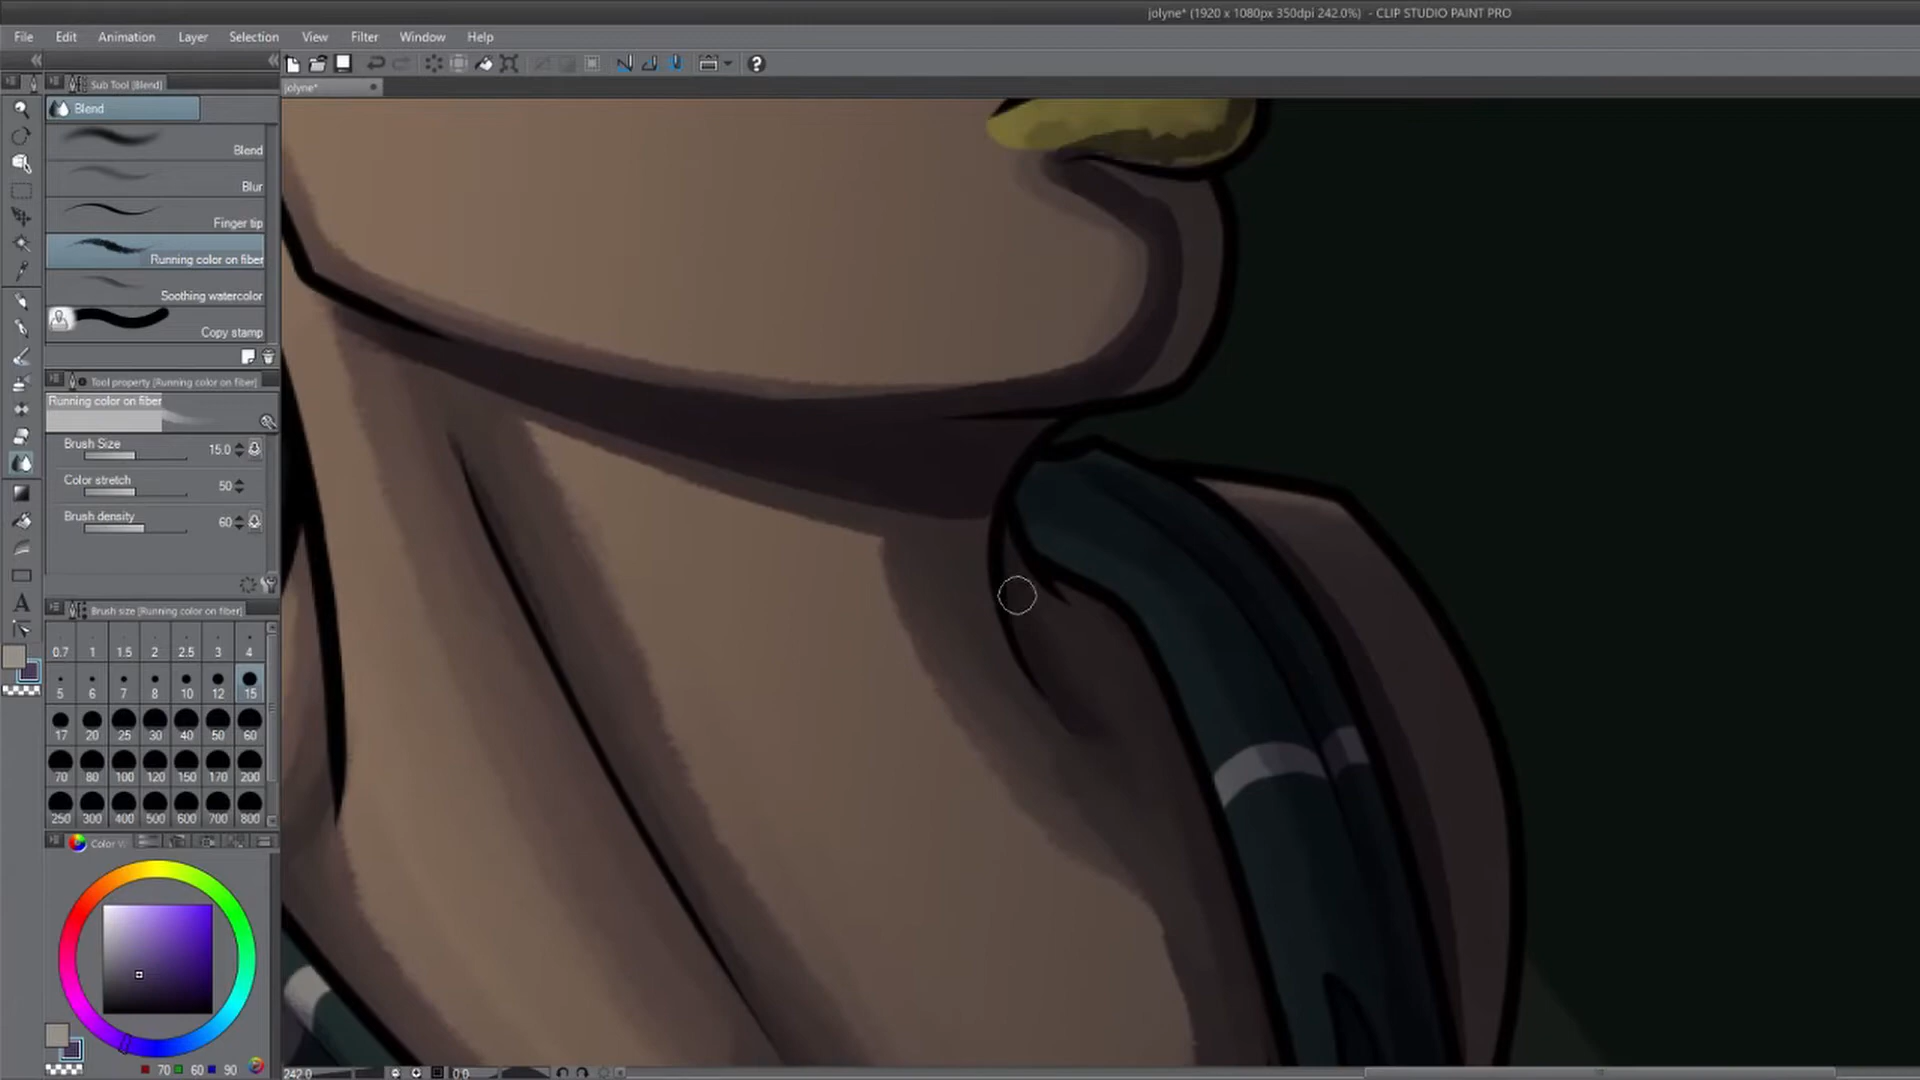 jolyne* (1920 x 1080px 350dpi 242.0%) - CLIP STUDIO PAINT PRO
File Edit Animation Layer Selection View Filter Window Help
Sub Tool [Blend]
jolyne*
Blend
Blend
Blur
Finger tip
Running color on fiber
Soothing watercolor
Copy stamp
Tool property [Running color on fiber]
Running color on fiber
Brush Size 15.0
Color stretch 50
Brush density 60
Brush size [Running color on fiber]
0.7 1 1.5 2 2.5 3 4
5 6 7 8 10 12 15
17 20 25 30 40 50 60
70 80 100 120 150 170 200
250 300 400 500 600 700 800
Color
70 60 90
242.0 0.0